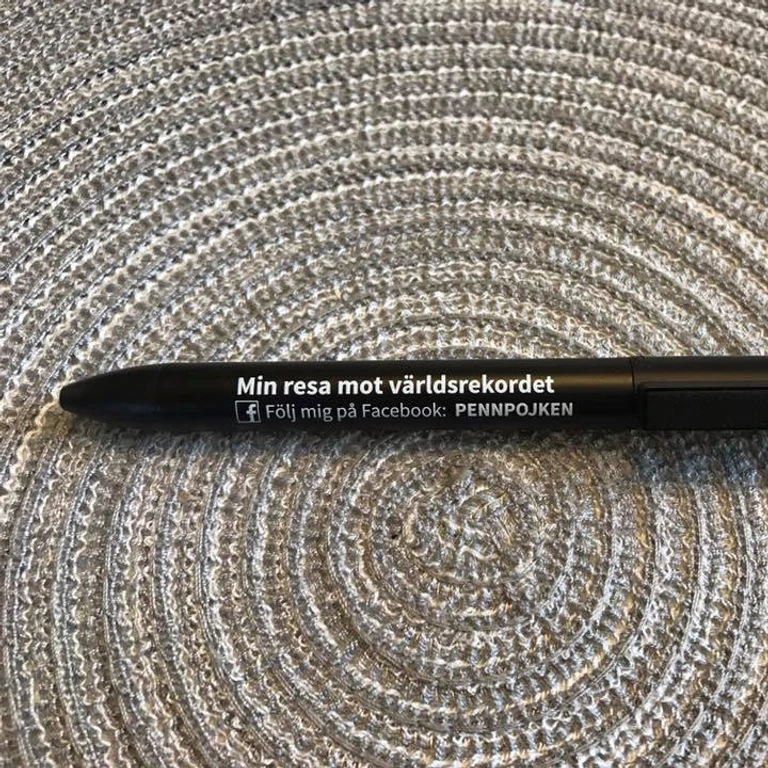 Min resa mot världsrekordet
Följ mig på Facebook: PENNPOJKEN